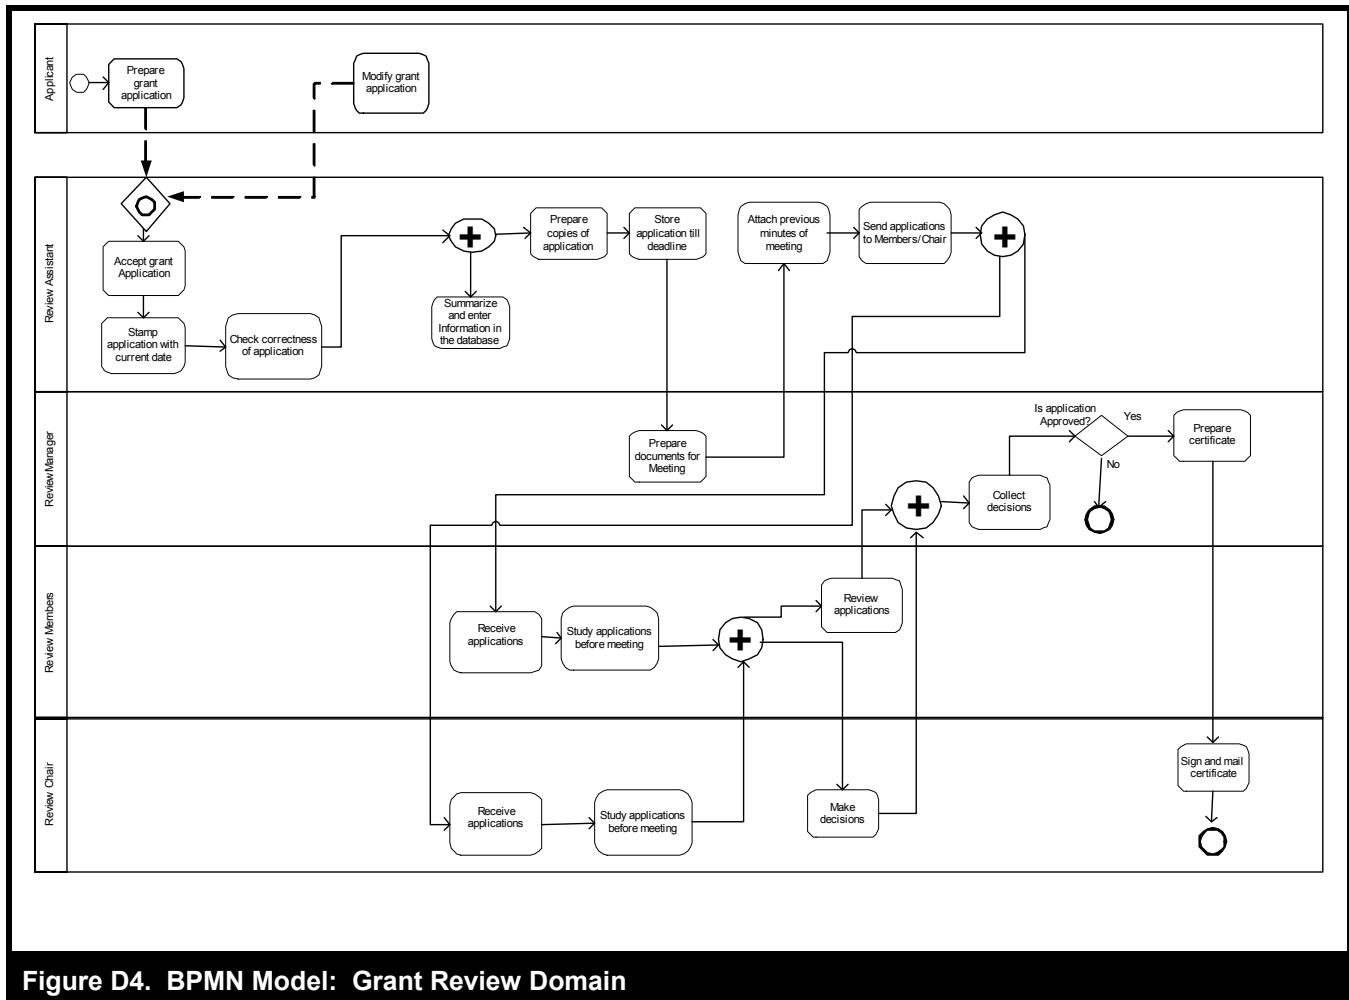 Applicant
Prepare
grant
application
Modify grant
application
Review Assistant
Accept grant
Application
Stamp
application with
current date
Check correctness
of application
Summarize
and enter
Information in
the database
Prepare
copies of
application
Store
application till
deadline
Attach previous
minutes of
meeting
Send applications
to Members/Chair
Review Manager
Prepare
documents for
Meeting
Collect
decisions
Is application
Approved?
Yes
No
Prepare
certificate
Review Members
Receive
applications
Study applications
before meeting
Review
applications
Review Chair
Receive
applications
Study applications
before meeting
Make
decisions
Sign and mail
certificate
Figure D4. BPMN Model: Grant Review Domain